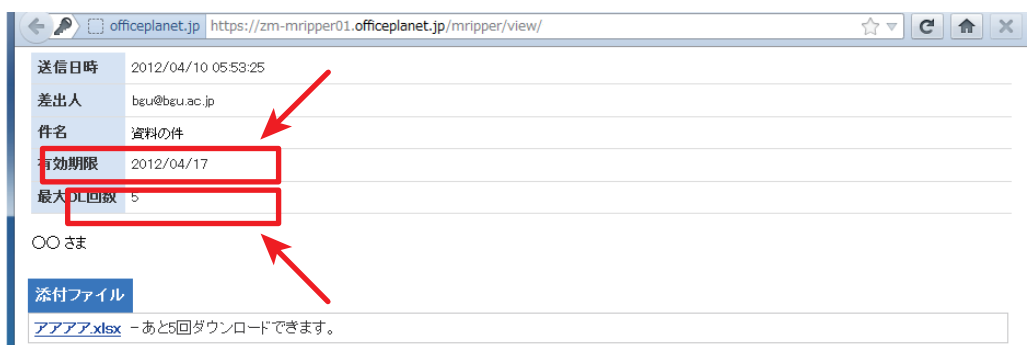 officeplanet.jp https://zm-mripper01.officeplanet.jp/mripper/view/
送信日時 2012/04/10 05:53:25
差出人 bgu@bgu.ac.jp
件名 資料の件
有効期限 2012/04/17
最大DL回数 5
〇〇 さま
添付ファイル
アアアア.xlsx －あと5回ダウンロードできます。